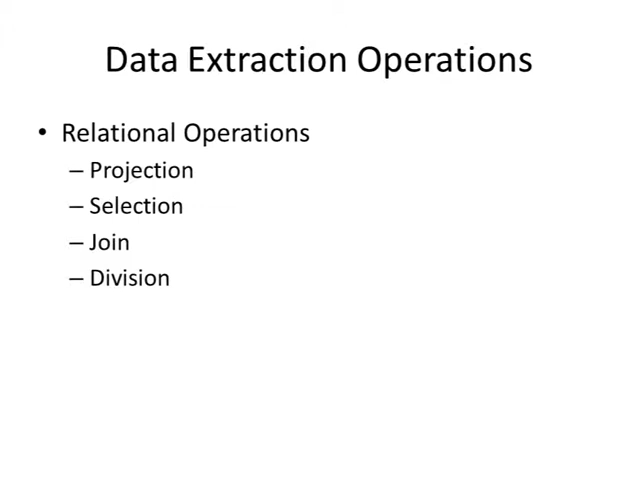 Data Extraction Operations
• Relational Operations
– Projection
– Selection
– Join
– Division